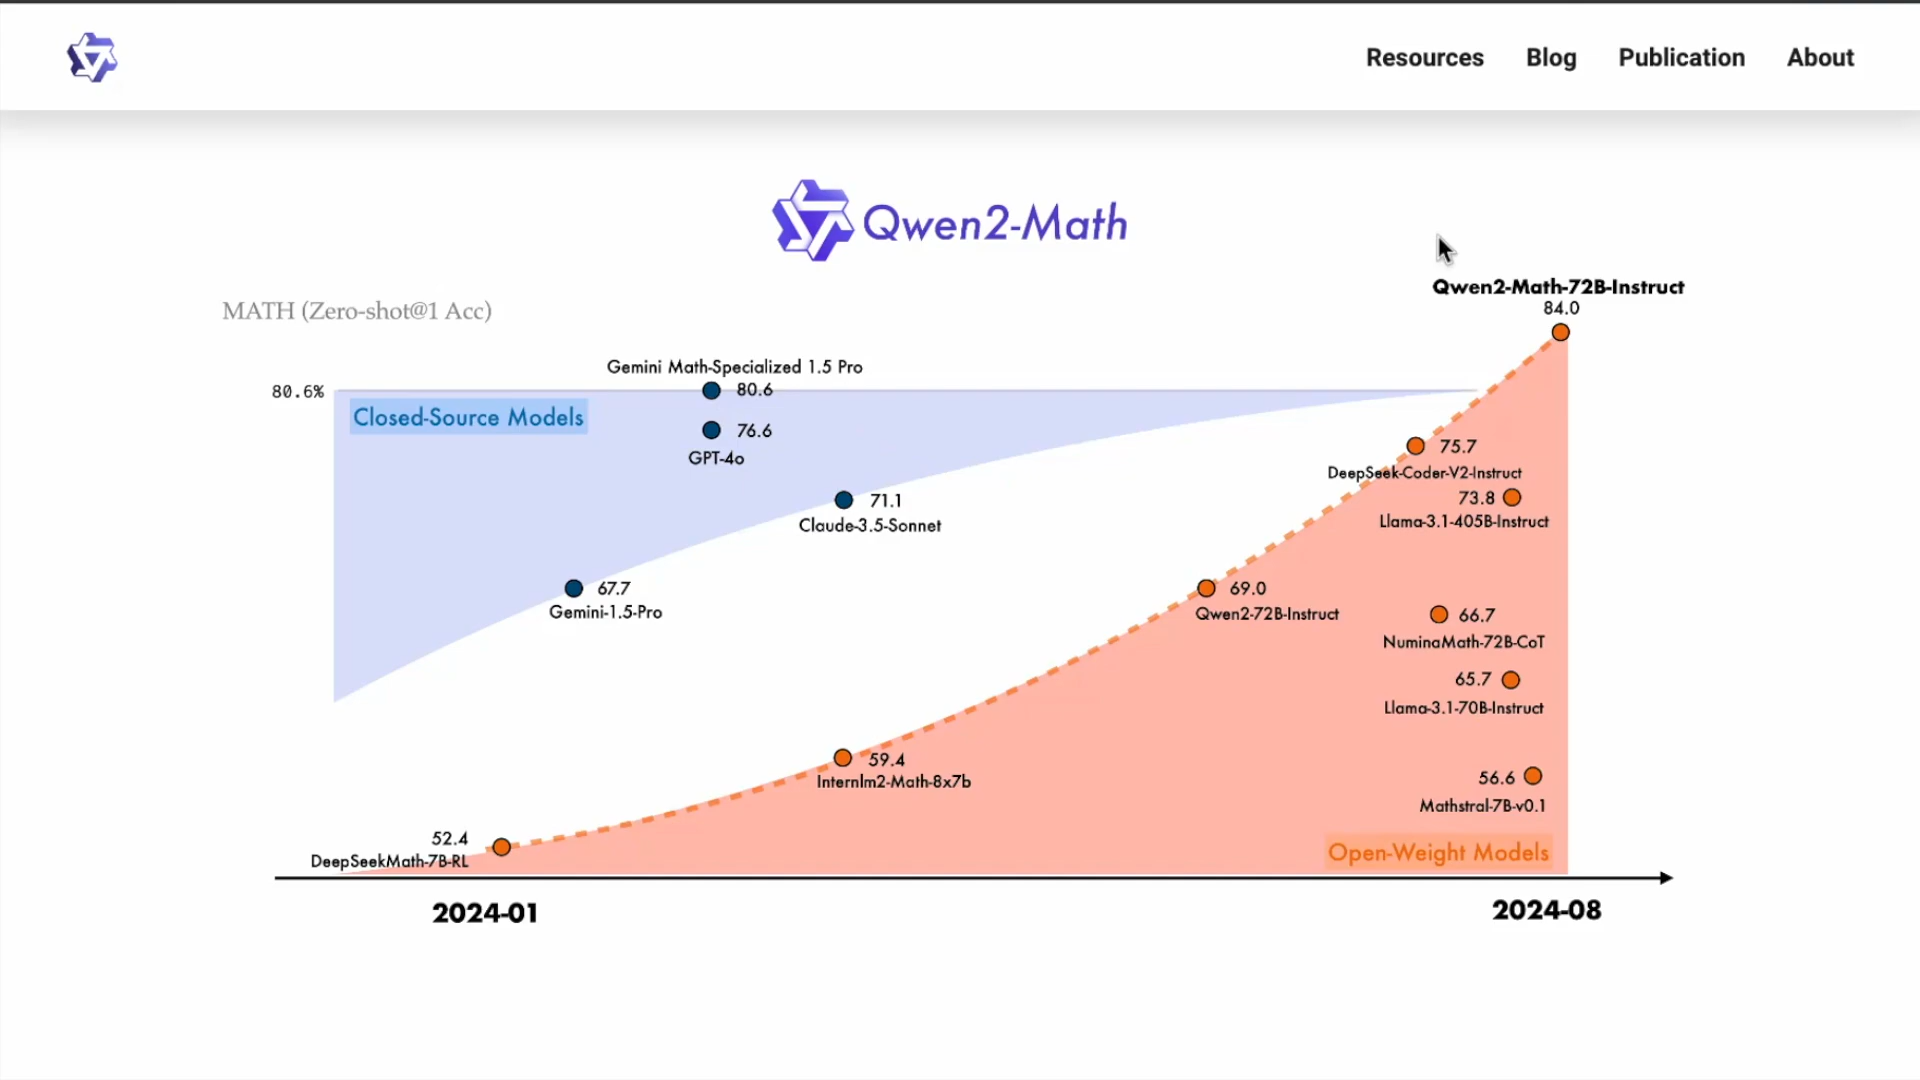 Resources Blog Publication About
Qwen2-Math
Qwen2-Math-72B-Instruct
84.0
MATH (Zero-shot@1 Acc)
Gemini Math-Specialized 1.5 Pro
80.6% 80.6
Closed-Source Models
76.6
GPT-4o
75.7
DeepSeek-Coder-V2-Instruct
71.1
Claude-3.5-Sonnet
73.8
Llama-3.1-405B-Instruct
67.7
Gemini-1.5-Pro
69.0
Qwen2-72B-Instruct
66.7
NuminaMath-72B-CoT
65.7
Llama-3.1-70B-Instruct
59.4
Internlm2-Math-8x7b
56.6
Mathstral-7B-v0.1
52.4
DeepSeekMath-7B-RL
Open-Weight Models
2024-01 2024-08